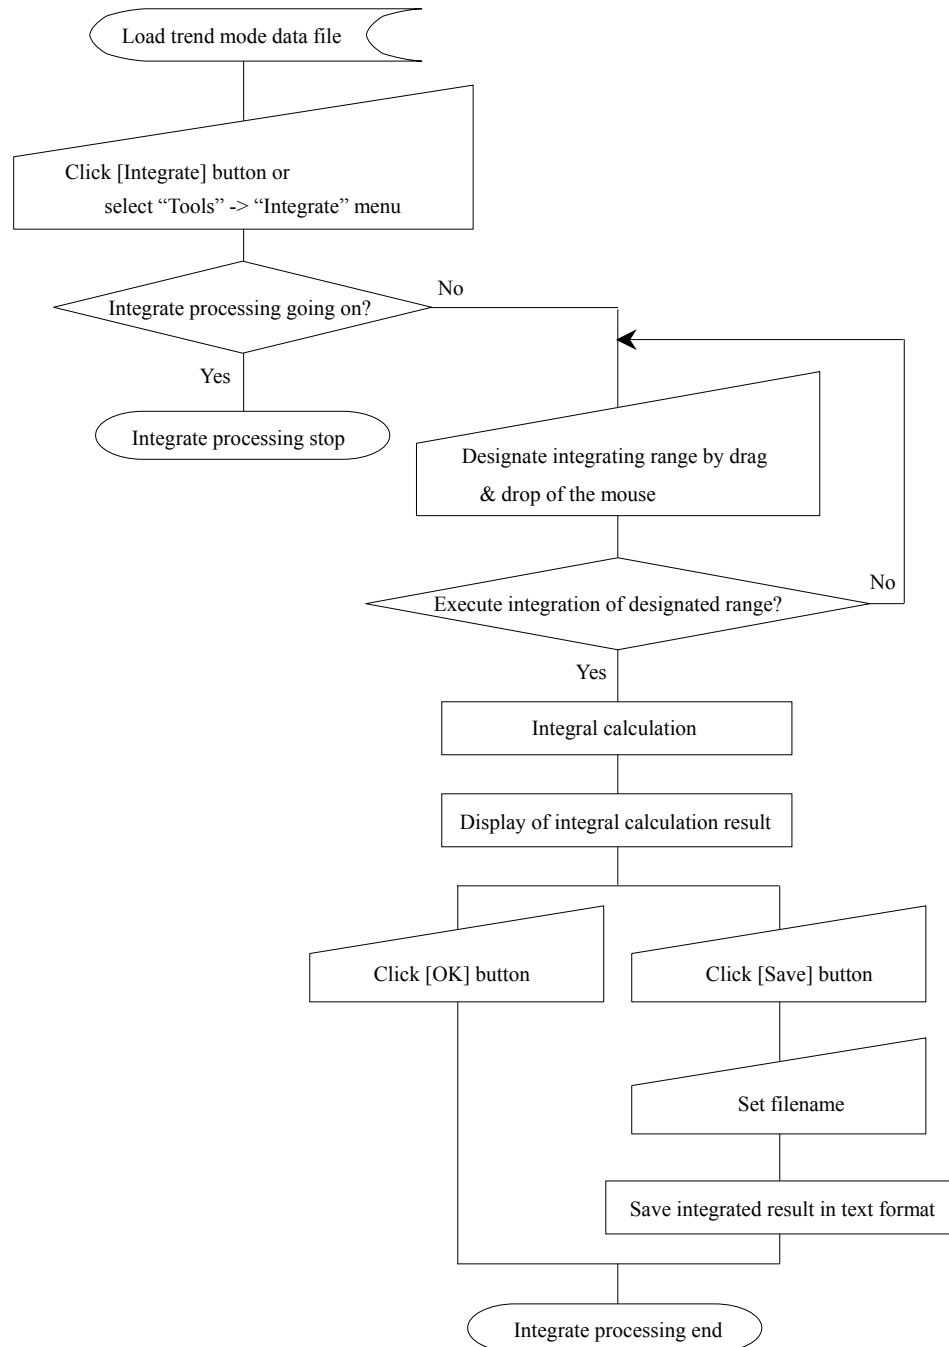 Load trend mode data file
Click [Integrate] button or
select “Tools” -> “Integrate” menu
Integrate processing going on?
No
Yes
Integrate processing stop
Designate integrating range by drag
& drop of the mouse
Execute integration of designated range?
No
Yes
Integral calculation
Display of integral calculation result
Click [OK] button
Click [Save] button
Set filename
Save integrated result in text format
Integrate processing end